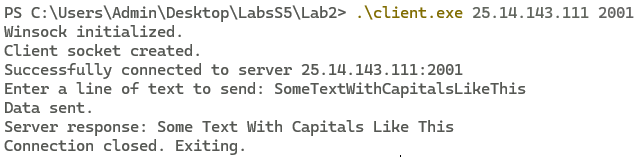 PS C:\Users\Admin\Desktop\LabsS5\Lab2> .\client.exe 25.14.143.111 2001
Winsock initialized.
Client socket created.
Successfully connected to server 25.14.143.111:2001
Enter a line of text to send: SomeTextWithCapitalsLikeThis
Data sent.
Server response: Some Text With Capitals Like This
Connection closed. Exiting.